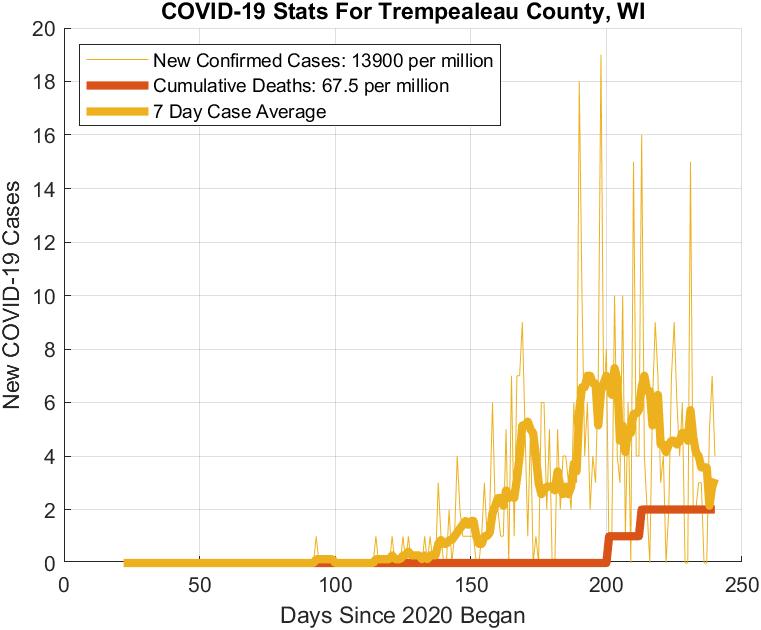 COVID-19 Stats For Trempealeau County, WI
New Confirmed Cases: 13900 per million
Cumulative Deaths: 67.5 per million
7 Day Case Average
New COVID-19 Cases
20
18
16
14
12
10
8
6
4
2
0
0 50 100 150 200 250
Days Since 2020 Began